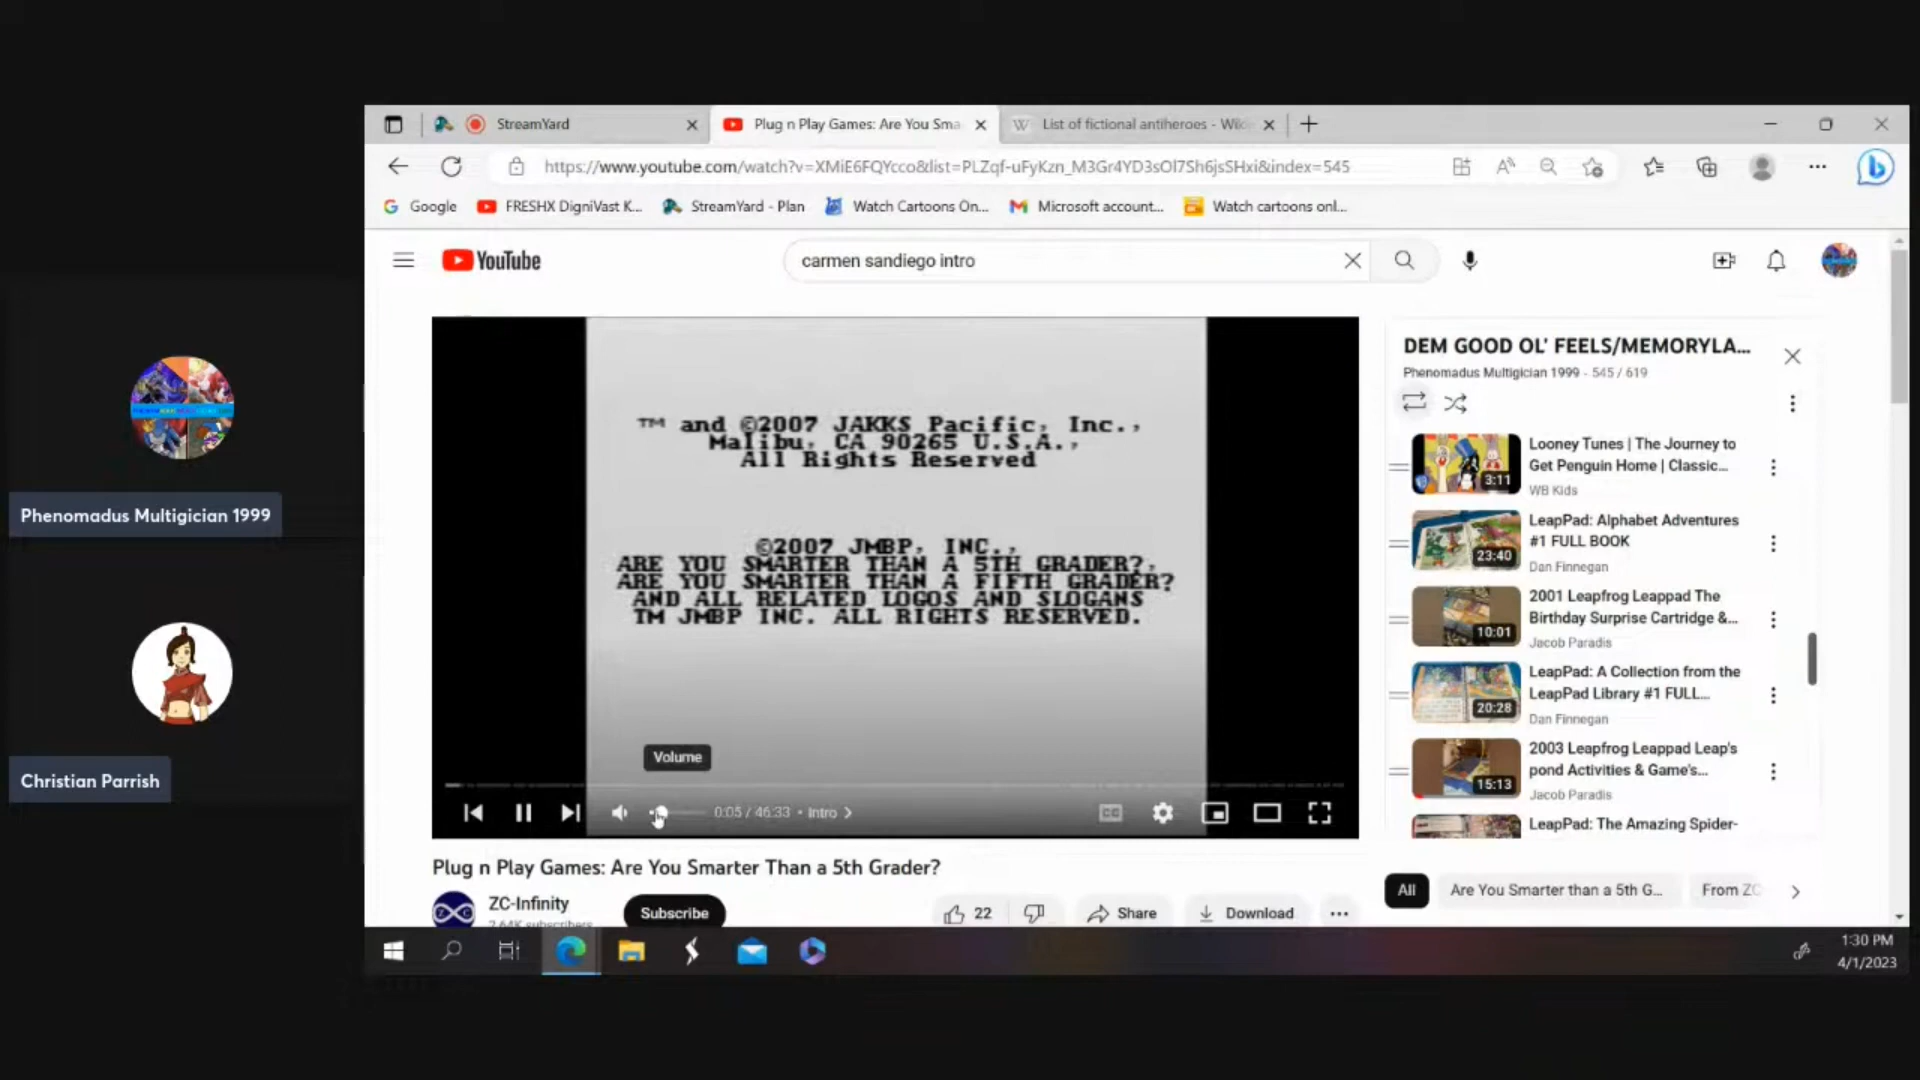 StreamYard
Plug n Play Games: Are You Sma
List of fictional antiheroes - Wiki
https://www.youtube.com/watch?v=XMiE6FQYcco&list=PLZqf-uFyKzn_M3Gr4YD3sOl7Sh6jsSHxi&index=545
Google
FRESHX DigniVast K...
StreamYard - Plan
Watch Cartoons On...
Microsoft account...
Watch cartoons onl...
YouTube
carmen sandiego intro
™ and ©2007 JAKKS Pacific, Inc.,
Malibu, CA 90265 U.S.A.,
All Rights Reserved
©2007 JMBP, INC.,
ARE YOU SMARTER THAN A 5TH GRADER?,
ARE YOU SMARTER THAN A FIFTH GRADER?
AND ALL RELATED LOGOS AND SLOGANS
TM JMBP INC. ALL RIGHTS RESERVED.
Volume
0:05 / 46:33 • Intro
CC
Plug n Play Games: Are You Smarter Than a 5th Grader?
ZC-Infinity
2.64K subscribers
Subscribe
22
Share
Download
DEM GOOD OL' FEELS/MEMORYLA...
Phenomadus Multigician 1999 - 545 / 619
Looney Tunes | The Journey to
Get Penguin Home | Classic...
WB Kids
3:11
LeapPad: Alphabet Adventures
#1 FULL BOOK
Dan Finnegan
23:40
2001 Leapfrog Leappad The
Birthday Surprise Cartridge &...
Jacob Paradis
10:01
LeapPad: A Collection from the
LeapPad Library #1 FULL...
Dan Finnegan
20:28
2003 Leapfrog Leappad Leap's
pond Activities & Game's...
Jacob Paradis
15:13
LeapPad: The Amazing Spider-
All
Are You Smarter than a 5th G...
From ZC
Phenomadus Multigician 1999
Christian Parrish
1:30 PM
4/1/2023